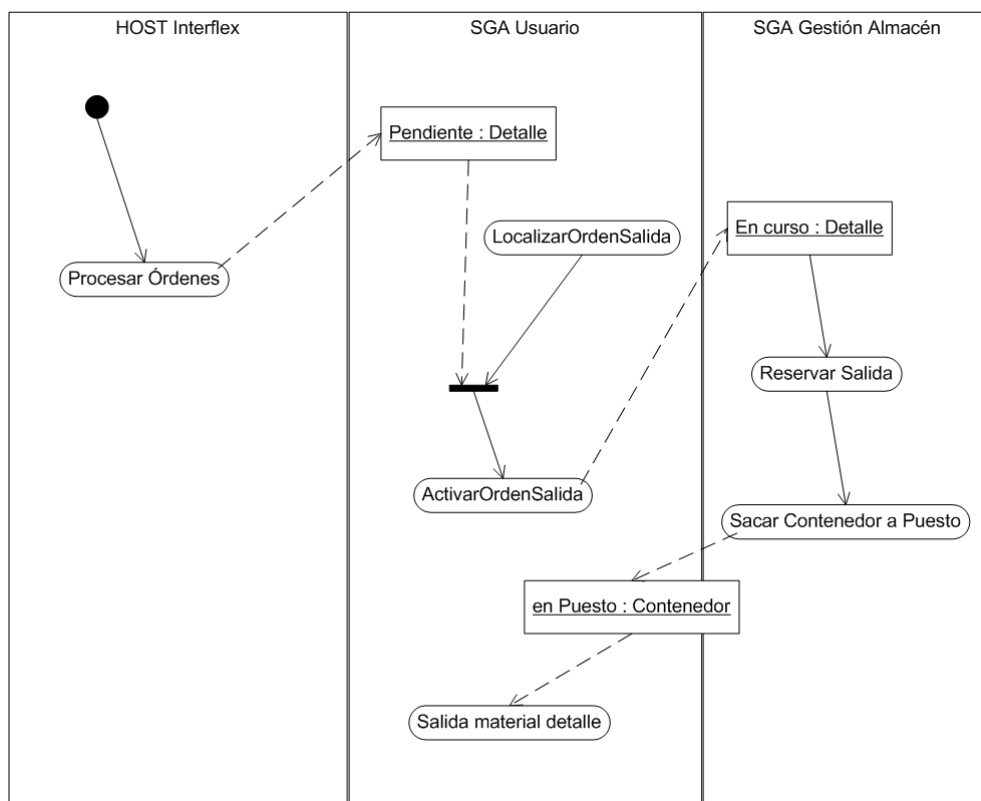 HOST Interflex
SGA Usuario
SGA Gestión Almacén
Pendiente : Detalle
LocalizarOrdenSalida
En curso : Detalle
Procesar Órdenes
Reservar Salida
ActivarOrdenSalida
Sacar Contenedor a Puesto
en Puesto : Contenedor
Salida material detalle